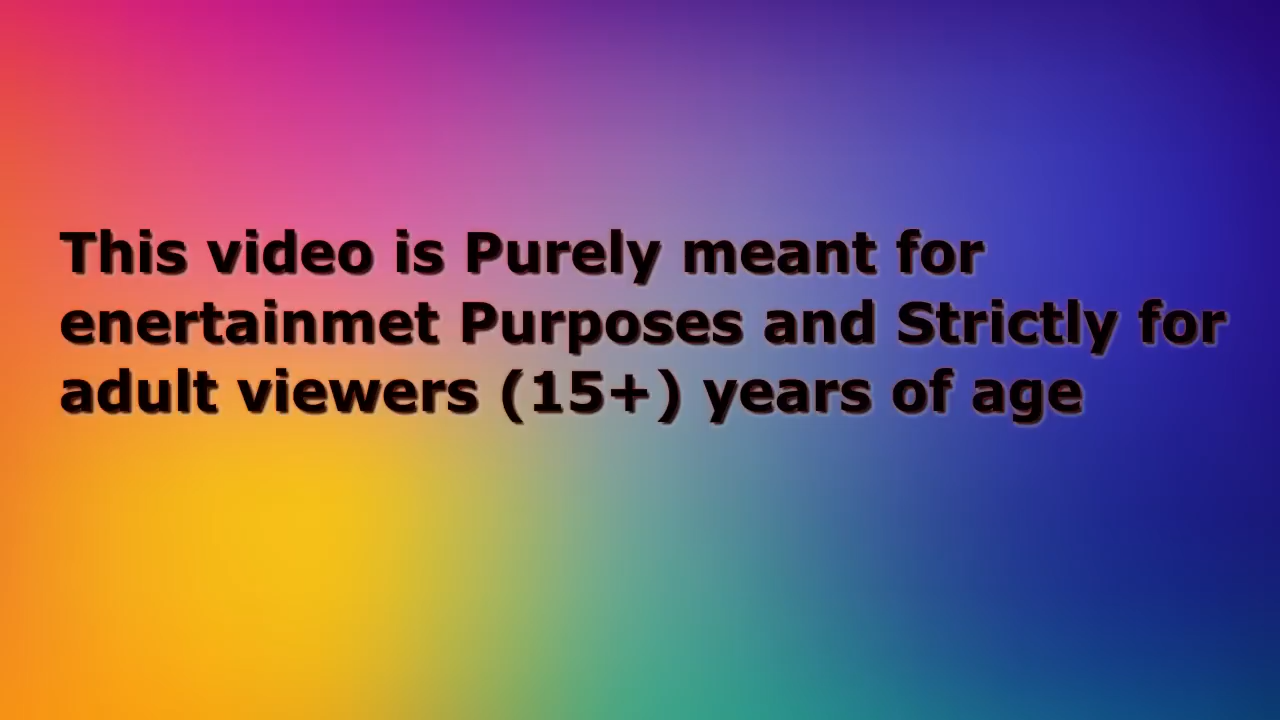 This video is Purely meant for
enertainmet Purposes and Strictly for
adult viewers (15+) years of age